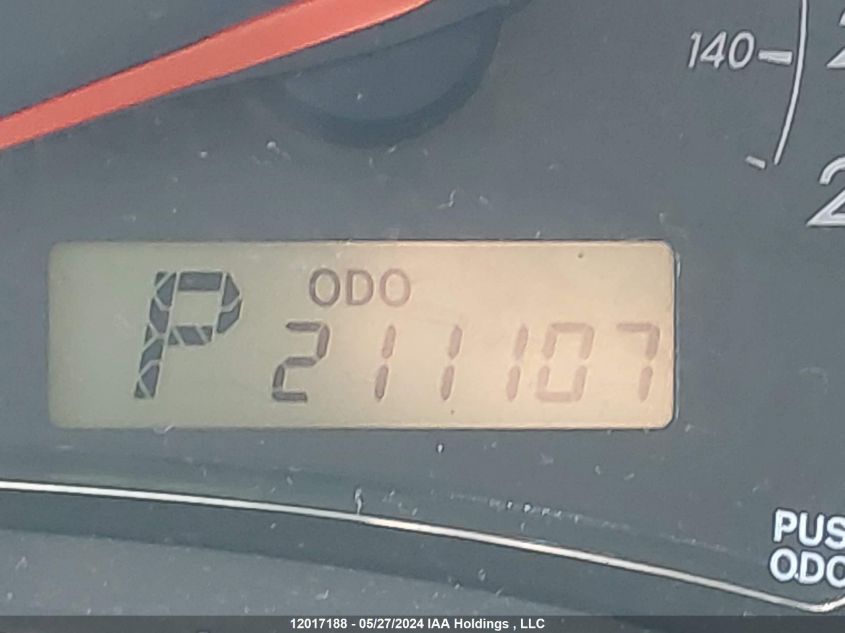 140
P ODO
211107
PUS
ODO
12017188 - 05/27/2024 IAA Holdings , LLC